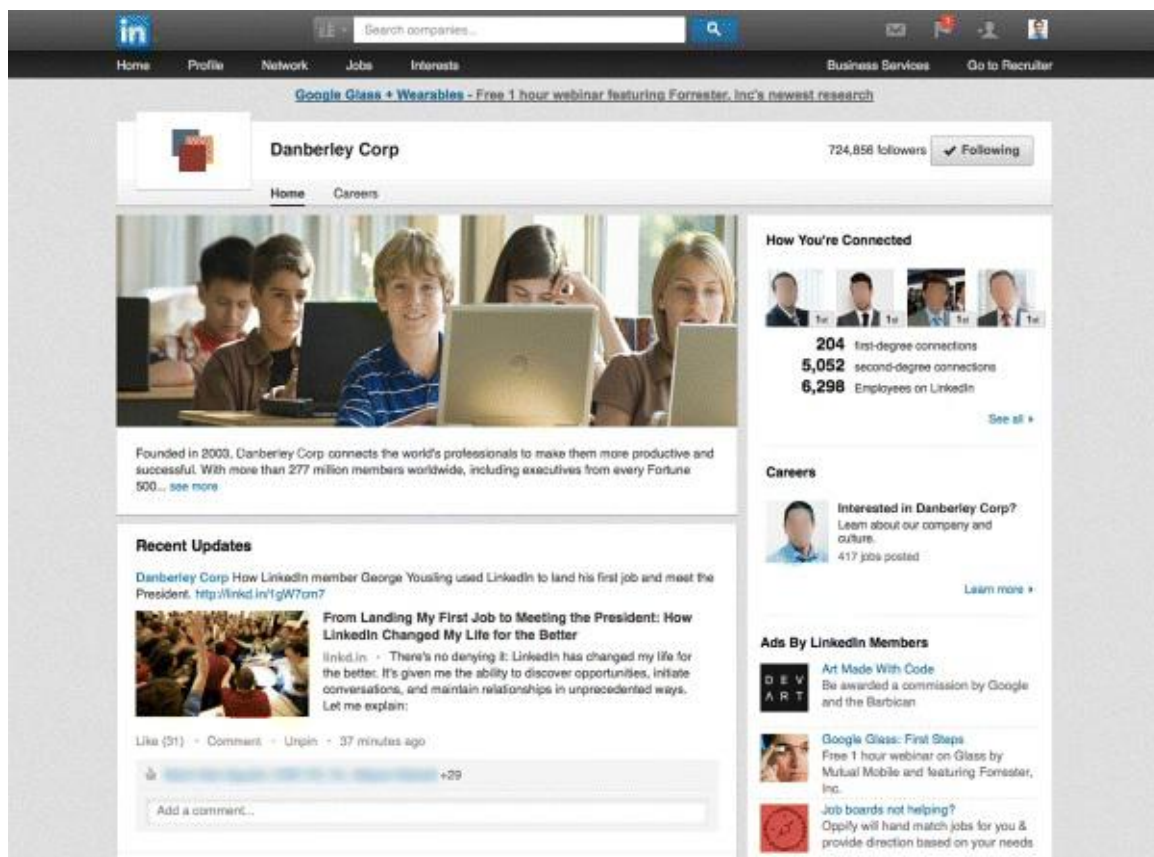 in
Search companies...
1
Home Profile Network Jobs Interests Business Services Go to Recruiter
Google Glass + Wearables - Free 1 hour webinar featuring Forrester, Inc's newest research
Danberley Corp
724,856 followers
Following
Home Careers
How You're Connected
1st 1st 1st 1st
204 first-degree connections
5,052 second-degree connections
6,298 Employees on LinkedIn
See all
Founded in 2003, Danberley Corp connects the world's professionals to make them more productive and
successful. With more than 277 million members worldwide, including executives from every Fortune
500... see more
Careers
Interested in Danberley Corp?
Learn about our company and
culture.
417 jobs posted
Learn more
Recent Updates
Danberley Corp How LinkedIn member George Yousling used LinkedIn to land his first job and meet the
President. http://linkd.in/1gW7cm7
From Landing My First Job to Meeting the President: How
LinkedIn Changed My Life for the Better
linkd.in · There's no denying it: LinkedIn has changed my life for
the better. It's given me the ability to discover opportunities, initiate
conversations, and maintain relationships in unprecedented ways.
Let me explain:
Like (31) · Comment · Unpin · 37 minutes ago
+29
Add a comment...
Ads By LinkedIn Members
DEV
ART
Art Made With Code
Be awarded a commission by Google
and the Barbican
Google Glass: First Steps
Free 1 hour webinar on Glass by
Mutual Mobile and featuring Forrester,
Inc.
Job boards not helping?
Oppify will hand match jobs for you &
provide direction based on your needs